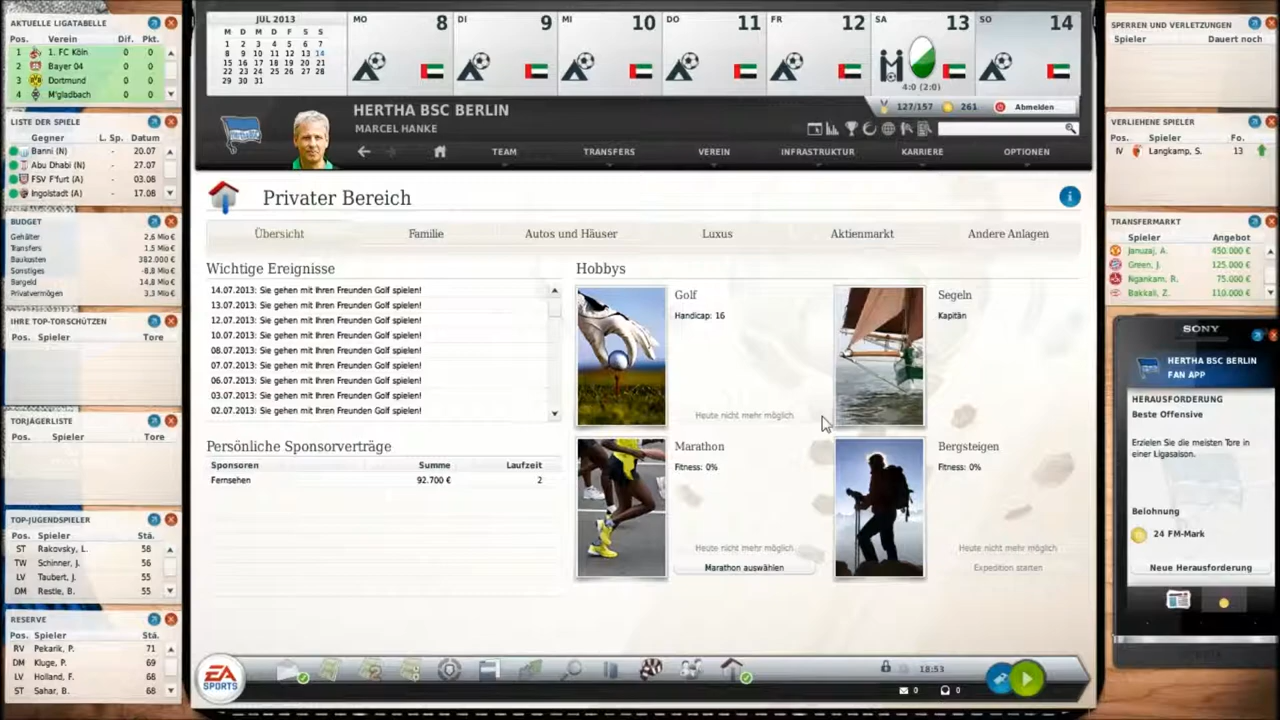 AKTUELLE LIGATABELLE
Pos. Verein Dif. Pkt.
1 1. FC Köln 0 0
2 Bayer 04 0 0
3 Dortmund 0 0
4 M'gladbach 0 0
LISTE DER SPIELE
Gegner L. Sp. Datum
Banni (N) - 20.07
Abu Dhabi (N) - 27.07
FSV F'furt (A) - 03.08
Ingolstadt (A) - 17.08
BUDGET
Gehälter 2,6 Mio €
Transfers 1,5 Mio €
Baukosten 382.000 €
Sonstiges -8,8 Mio €
Bargeld 14,8 Mio €
Privatvermögen 3,3 Mio €
IHRE TOP-TORSCHÜTZEN
Pos. Spieler Tore
TORJÄGERLISTE
Pos. Spieler Tore
TOP-JUGENDSPIELER
Pos. Spieler Stä.
ST Rakovsky, L. 58
TW Schinner, J. 56
LV Taubert, J. 55
DM Restle, B. 55
RESERVE
Pos. Spieler Stä.
RV Pekarik, P. 71
DM Kluge, P. 69
LV Holland, F. 68
ST Sahar, B. 68
JUL 2013
M D M D F S S
1 2 3 4 5 6 7
8 9 10 11 12 13 14
15 16 17 18 19 20 21
22 23 24 25 26 27 28
29 30 31
MO 8 DI 9 MI 10 DO 11 FR 12 SA 13 SO 14
4:0 (2:0)
HERTHA BSC BERLIN
MARCEL HANKE
127/157 261 Abmelden
TEAM TRANSFERS VEREIN INFRASTRUKTUR KARRIERE OPTIONEN
Privater Bereich
Übersicht Familie Autos und Häuser Luxus Aktienmarkt Andere Anlagen
Wichtige Ereignisse
14.07.2013: Sie gehen mit Ihren Freunden Golf spielen!
13.07.2013: Sie gehen mit Ihren Freunden Golf spielen!
12.07.2013: Sie gehen mit Ihren Freunden Golf spielen!
10.07.2013: Sie gehen mit Ihren Freunden Golf spielen!
08.07.2013: Sie gehen mit Ihren Freunden Golf spielen!
07.07.2013: Sie gehen mit Ihren Freunden Golf spielen!
06.07.2013: Sie gehen mit Ihren Freunden Golf spielen!
03.07.2013: Sie gehen mit Ihren Freunden Golf spielen!
02.07.2013: Sie gehen mit Ihren Freunden Golf spielen!
Persönliche Sponsorverträge
Sponsoren Summe Laufzeit
Fernsehen 92.700 € 2
Hobbys
Golf
Handicap: 16
Heute nicht mehr möglich
Segeln
Kapitän
Marathon
Fitness: 0%
Heute nicht mehr möglich
Marathon auswählen
Bergsteigen
Fitness: 0%
Heute nicht mehr möglich
Expedition starten
EA
SPORTS
18:53
0 0
SPERREN UND VERLETZUNGEN
Spieler Dauert noch
VERLIEHENE SPIELER
Pos. Spieler Fo.
IV Langkamp, S. 13
TRANSFERMARKT
Spieler Angebot
Januzaj, A. 450.000 €
Green, J. 125.000 €
Ngankam, R. 75.000 €
Bakkali, Z. 110.000 €
SONY
HERTHA BSC BERLIN
FAN APP
HERAUSFORDERUNG
Beste Offensive
Erzielen Sie die meisten Tore in
einer Ligasaison.
Belohnung
24 FM-Mark
Neue Herausforderung